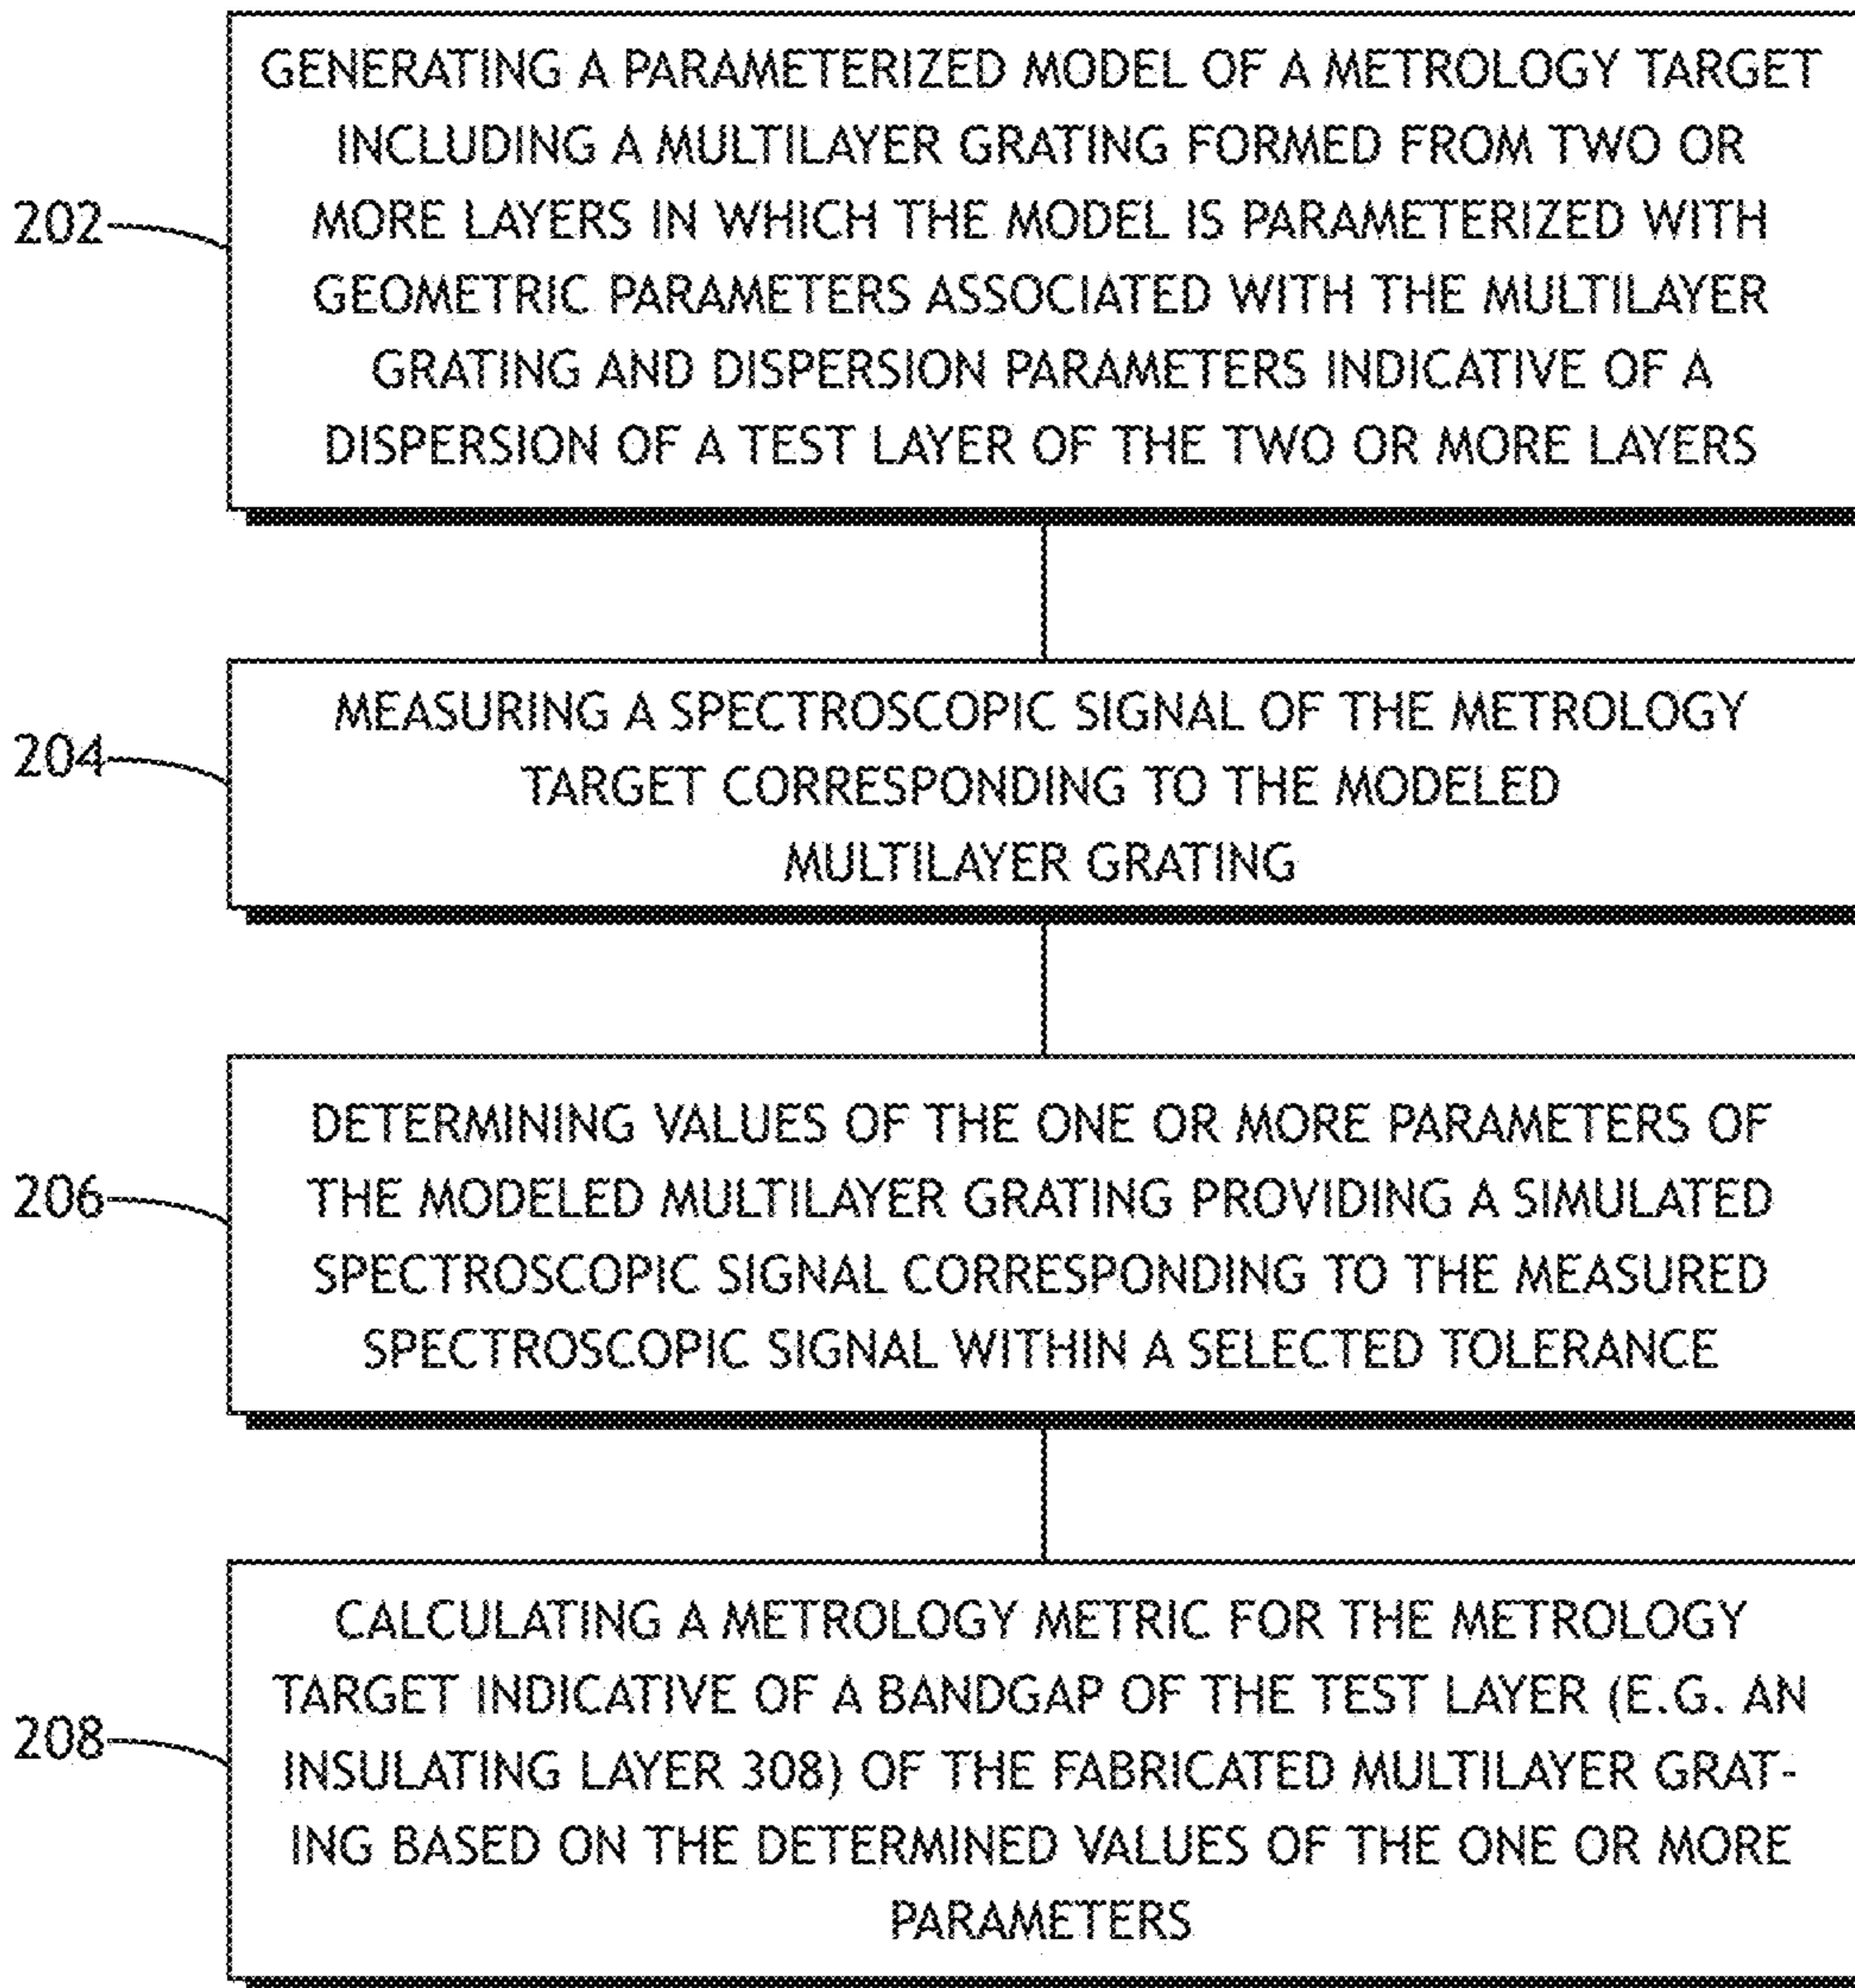 GENERATING A PARAMETERIZED MODEL OF A METROLOGY TARGET
INCLUDING A MULTILAYER GRATING FORMED FROM TWO OR
202
MORE LAYERS IN WHICH THE MODEL IS PARAMETERIZED WITH
GEOMETRIC PARAMETERS ASSOCIATED WITH THE MULTILAYER
GRATING AND DISPERSION PARAMETERS INDICATIVE OF A
DISPERSION OF A TEST LAYER OF THE TWO OR MORE LAYERS
204
MEASURING A SPECTROSCOPIC SIGNAL OF THE METROLOGY
TARGET CORRESPONDING TO THE MODELED
MULTILAYER GRATING
206
DETERMINING VALUES OF THE ONE OR MORE PARAMETERS OF
THE MODELED MULTILAYER GRATING PROVIDING A SIMULATED
SPECTROSCOPIC SIGNAL CORRESPONDING TO THE MEASURED
SPECTROSCOPIC SIGNAL WITHIN A SELECTED TOLERANCE
208
CALCULATING A METROLOGY METRIC FOR THE METROLOGY
TARGET INDICATIVE OF A BANDGAP OF THE TEST LAYER (E.G. AN
INSULATING LAYER 308) OF THE FABRICATED MULTILAYER GRAT-
ING BASED ON THE DETERMINED VALUES OF THE ONE OR MORE
PARAMETERS